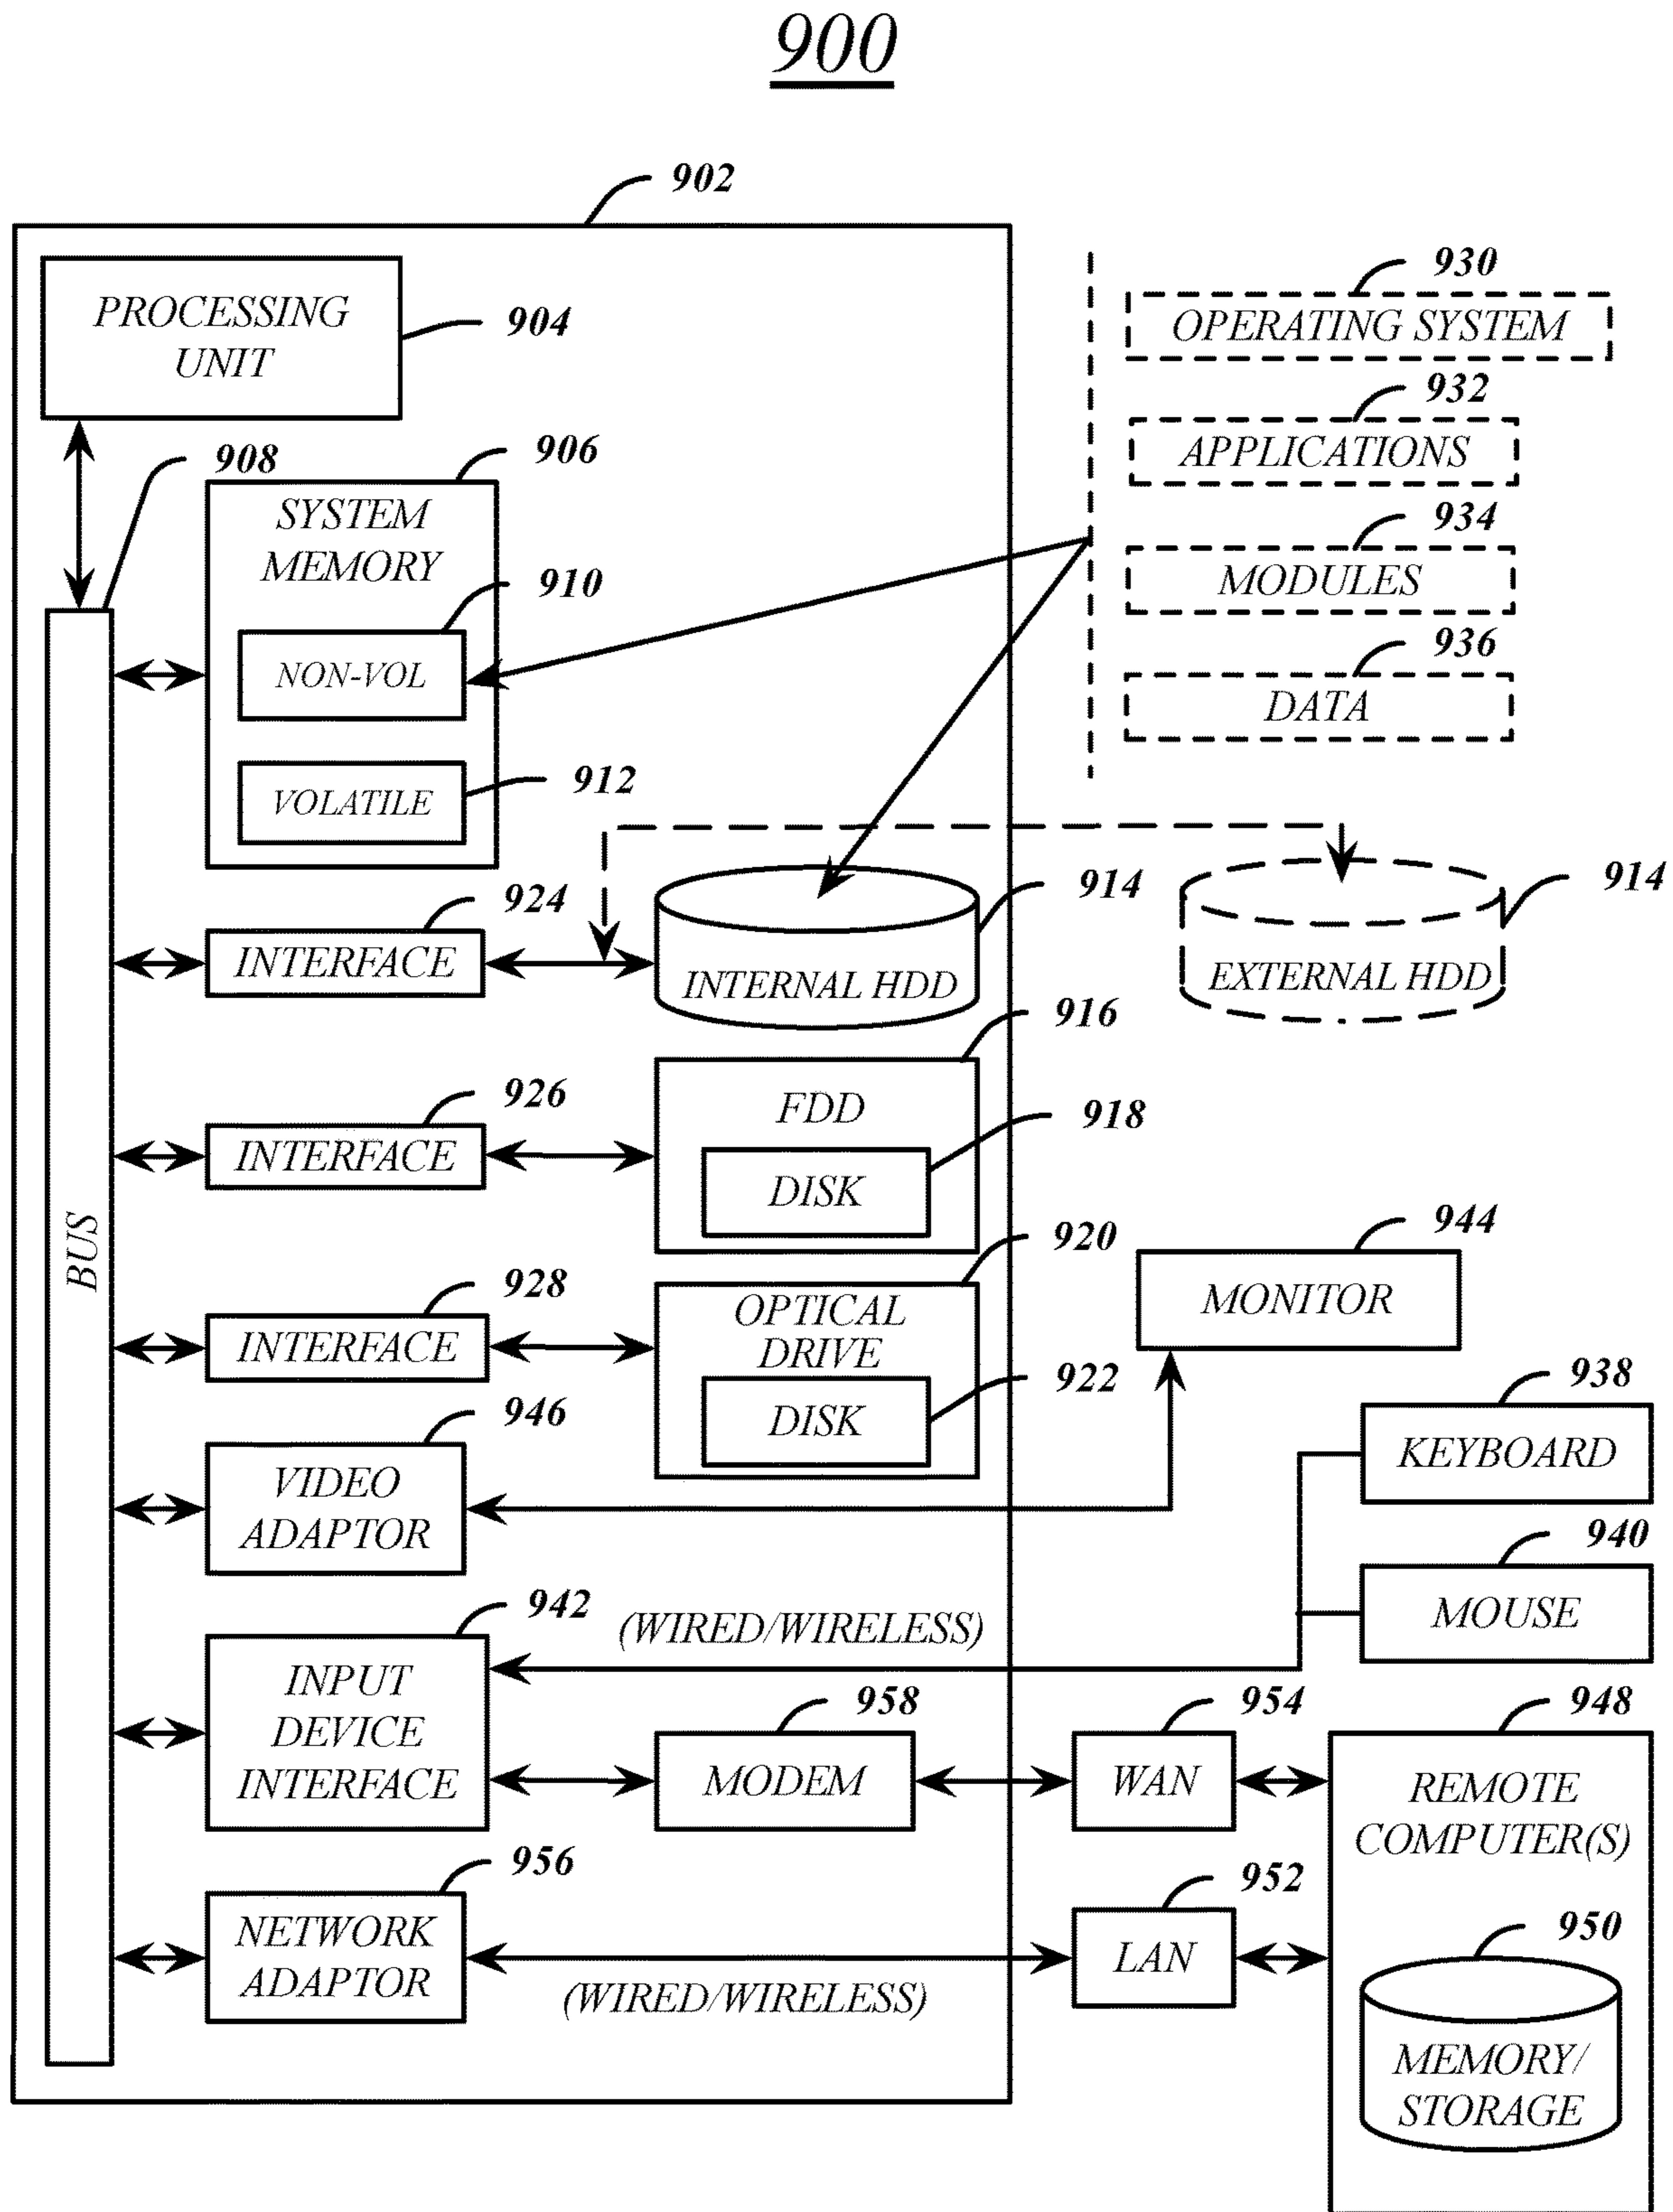 900
902
PROCESSING
UNIT
904
930
OPERATING SYSTEM
932
APPLICATIONS
934
MODULES
936
DATA
908
906
SYSTEM
MEMORY
910
NON-VOL
912
VOLATILE
BUS
924
INTERFACE
914
INTERNAL HDD
914
EXTERNAL HDD
926
INTERFACE
916
FDD
918
DISK
928
INTERFACE
920
OPTICAL
DRIVE
922
DISK
944
MONITOR
946
VIDEO
ADAPTOR
938
KEYBOARD
940
MOUSE
942
INPUT
DEVICE
INTERFACE
(WIRED/WIRELESS)
958
MODEM
954
WAN
948
REMOTE
COMPUTER(S)
956
NETWORK
ADAPTOR
(WIRED/WIRELESS)
952
LAN
950
MEMORY/
STORAGE